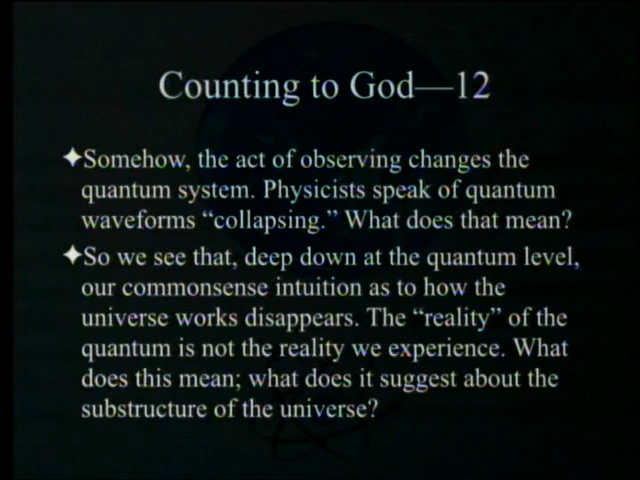 Counting to God—12
✦Somehow, the act of observing changes the
quantum system. Physicists speak of quantum
waveforms “collapsing.” What does that mean?
✦So we see that, deep down at the quantum level,
our commonsense intuition as to how the
universe works disappears. The “reality” of the
quantum is not the reality we experience. What
does this mean; what does it suggest about the
substructure of the universe?